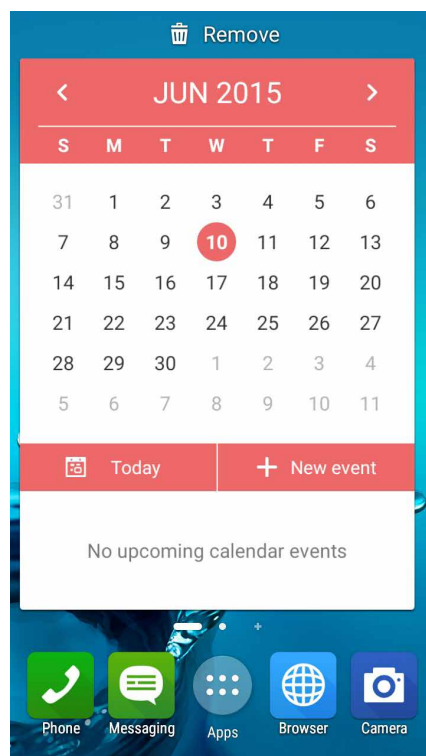 Remove
JUN 2015
S M T W T F S
31 1 2 3 4 5 6
7 8 9 10 11 12 13
14 15 16 17 18 19 20
21 22 23 24 25 26 27
28 29 30 1 2 3 4
5 6 7 8 9 10 11
Today New event
No upcoming calendar events
Phone Messaging Apps Browser Camera